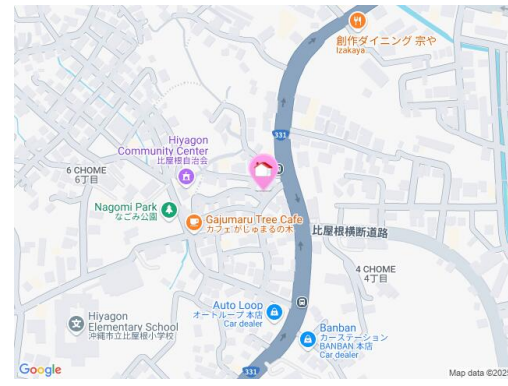 創作ダイニング 宗や
Izakaya
331
Hiyagon
Community Center
比屋根自治会
6 CHOME
6丁目
Nagomi Park
なごみ公園
Gajumaru Tree Cafe
カフェがじゅまるの木
比屋根横断道路
4 CHOME
4丁目
Auto Loop
オートループ 本店
Car dealer
Hiyagon
Elementary School
沖縄市立比屋根小学校
Banban
カーステーション
BANBAN 本店
Car dealer
331
Google
Map data ©2025